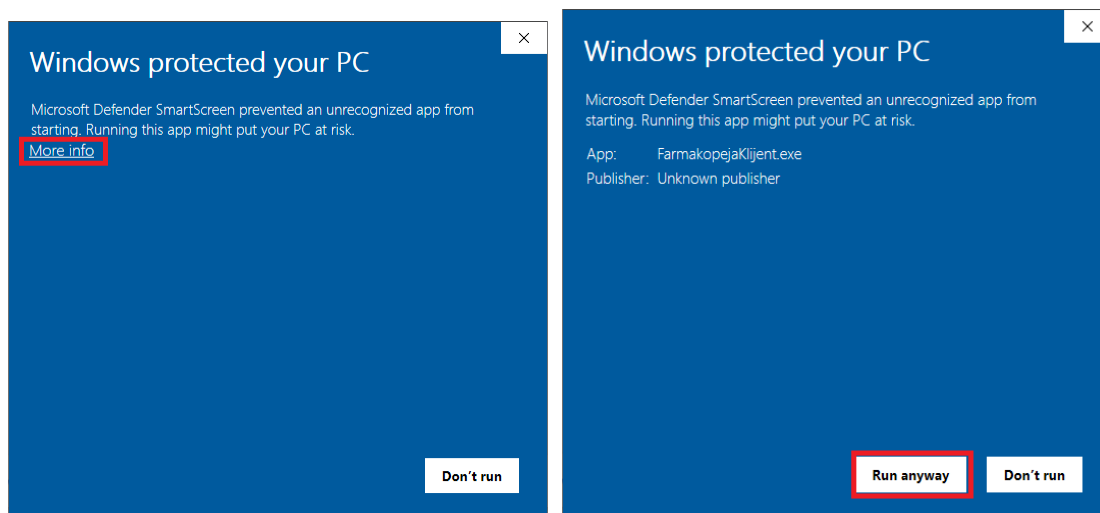 Windows protected your PC
Microsoft Defender SmartScreen prevented an unrecognized app from
starting. Running this app might put your PC at risk.
More info
Don't run
Windows protected your PC
Microsoft Defender SmartScreen prevented an unrecognized app from
starting. Running this app might put your PC at risk.
App: FarmakopejaKlijent.exe
Publisher: Unknown publisher
Run anyway Don't run